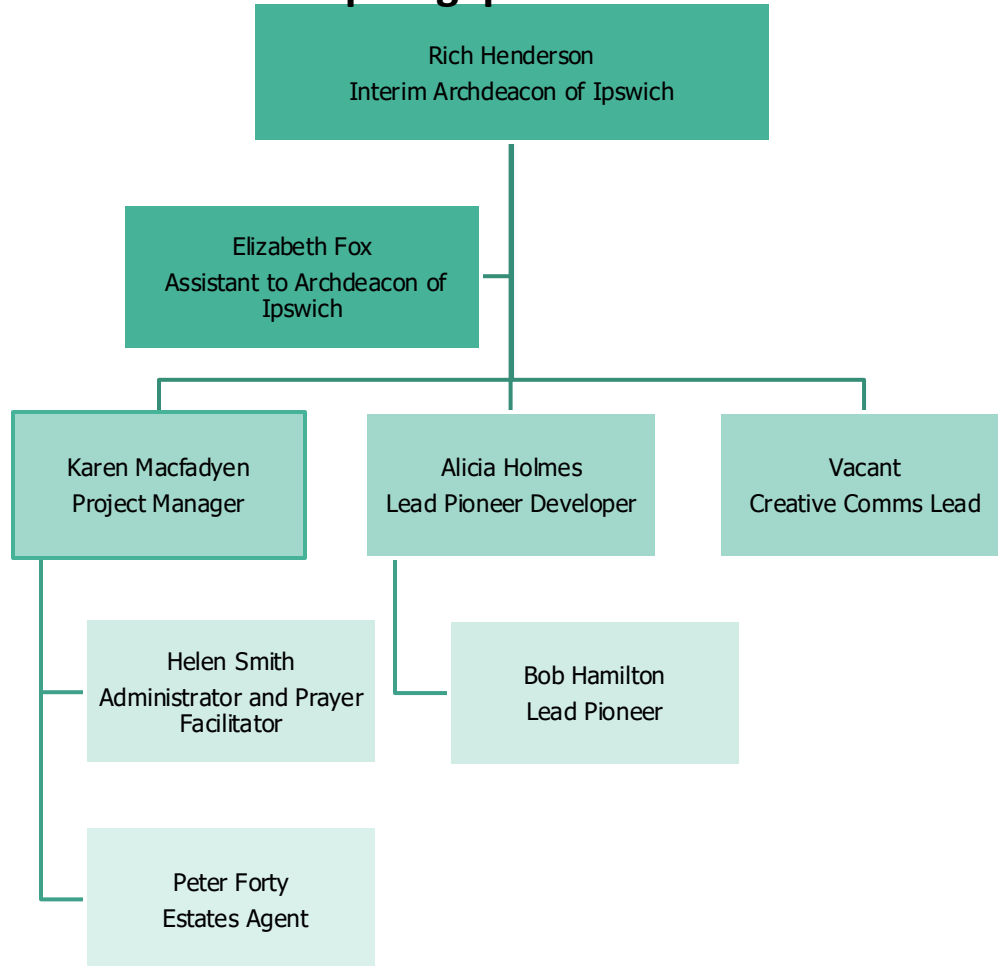 Rich Henderson
Interim Archdeacon of Ipswich
Elizabeth Fox
Assistant to Archdeacon of
Ipswich
Karen Macfadyen
Project Manager
Alicia Holmes
Lead Pioneer Developer
Vacant
Creative Comms Lead
Helen Smith
Administrator and Prayer
Facilitator
Bob Hamilton
Lead Pioneer
Peter Forty
Estates Agent